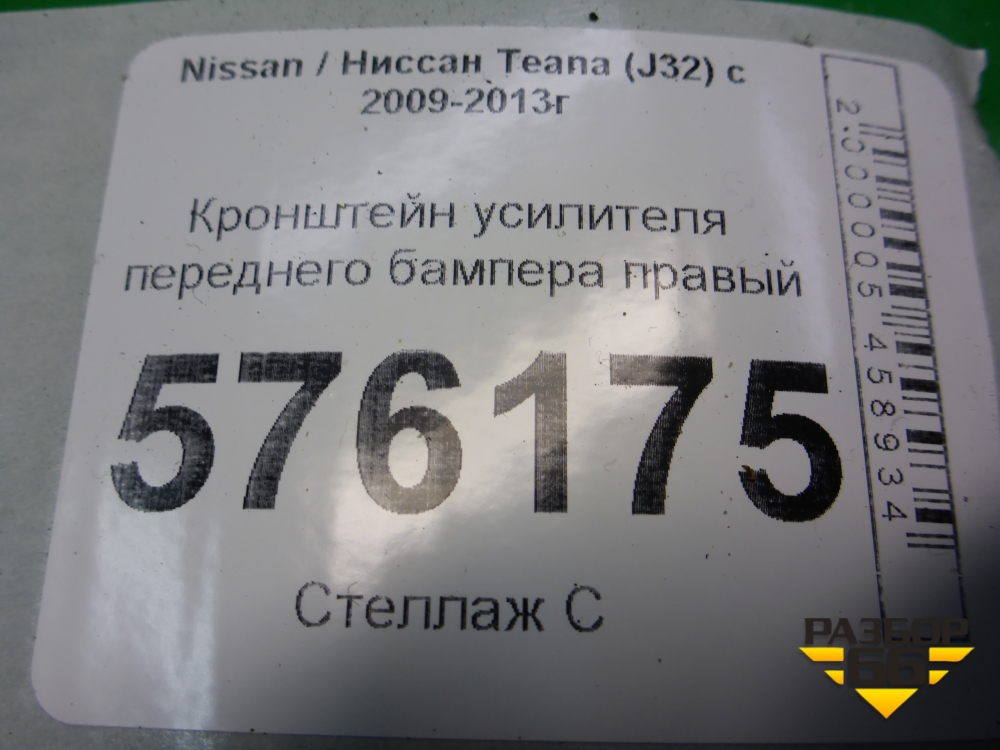 Nissan / Ниссан Teana (J32) с
2009-2013г
Кронштейн усилителя
переднего бампера правый
576175
Стеллаж С
2000005458934
РАЗБОР
66